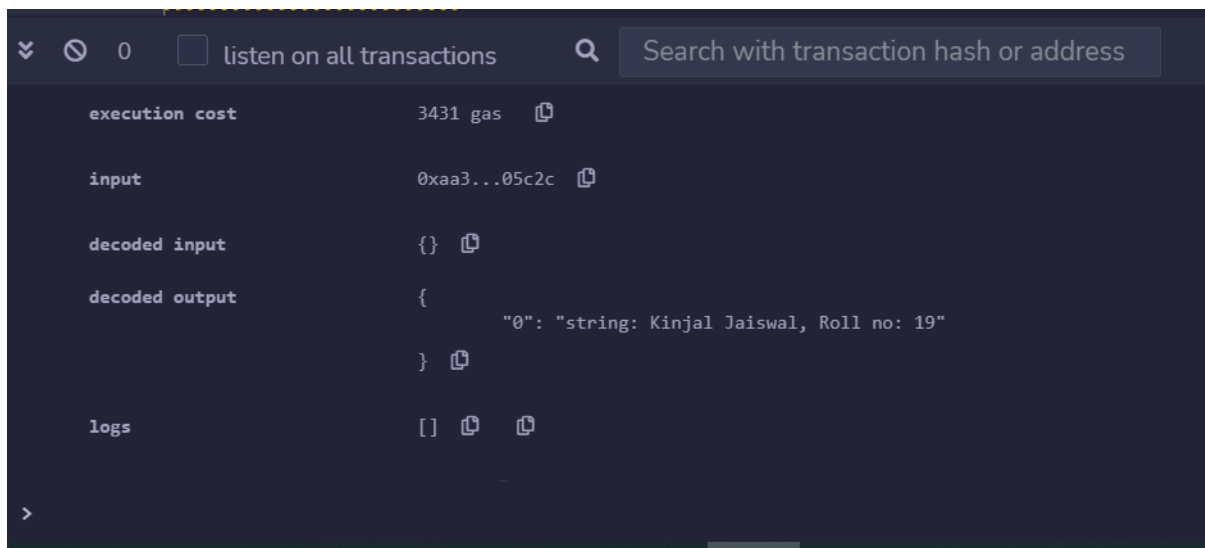 0 listen on all transactions Search with transaction hash or address
execution cost 3431 gas
input 0xaa3...05c2c
decoded input {}
decoded output {
"0": "string: Kinjal Jaiswal, Roll no: 19"
}
logs []
>